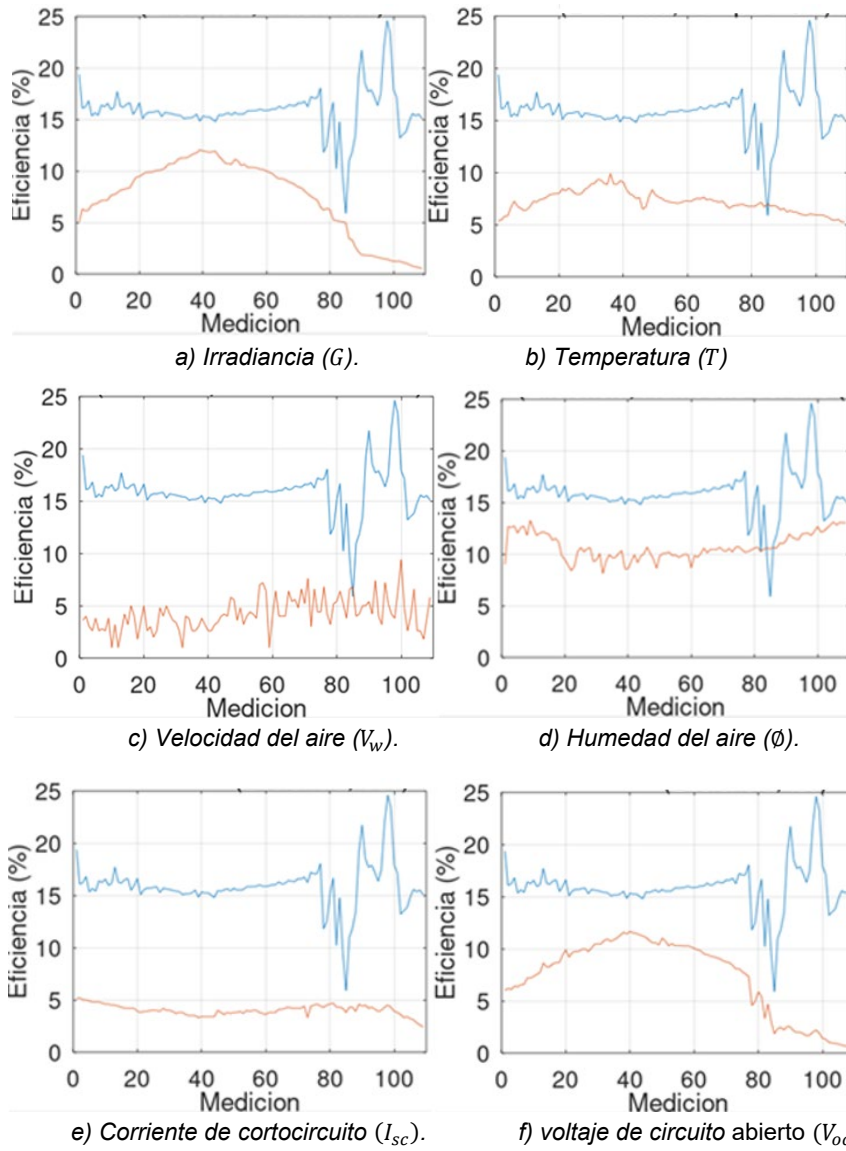 25
20
15
10
5
0
Eficiencia (%)
0 20 40 60 80 100
Medicion
a) Irradiancia (G).
25
20
15
10
5
0
Eficiencia (%)
0 20 40 60 80 100
Medicion
b) Temperatura (T)
25
20
15
10
5
0
Eficiencia (%)
0 20 40 60 80 100
Medicion
c) Velocidad del aire (V_w).
25
20
15
10
5
0
Eficiencia (%)
0 20 40 60 80 100
Medicion
d) Humedad del aire (Ø).
25
20
15
10
5
0
Eficiencia (%)
0 20 40 60 80 100
Medicion
e) Corriente de cortocircuito (I_sc).
25
20
15
10
5
0
Eficiencia (%)
0 20 40 60 80 100
Medicion
f) voltaje de circuito abierto (V_oc